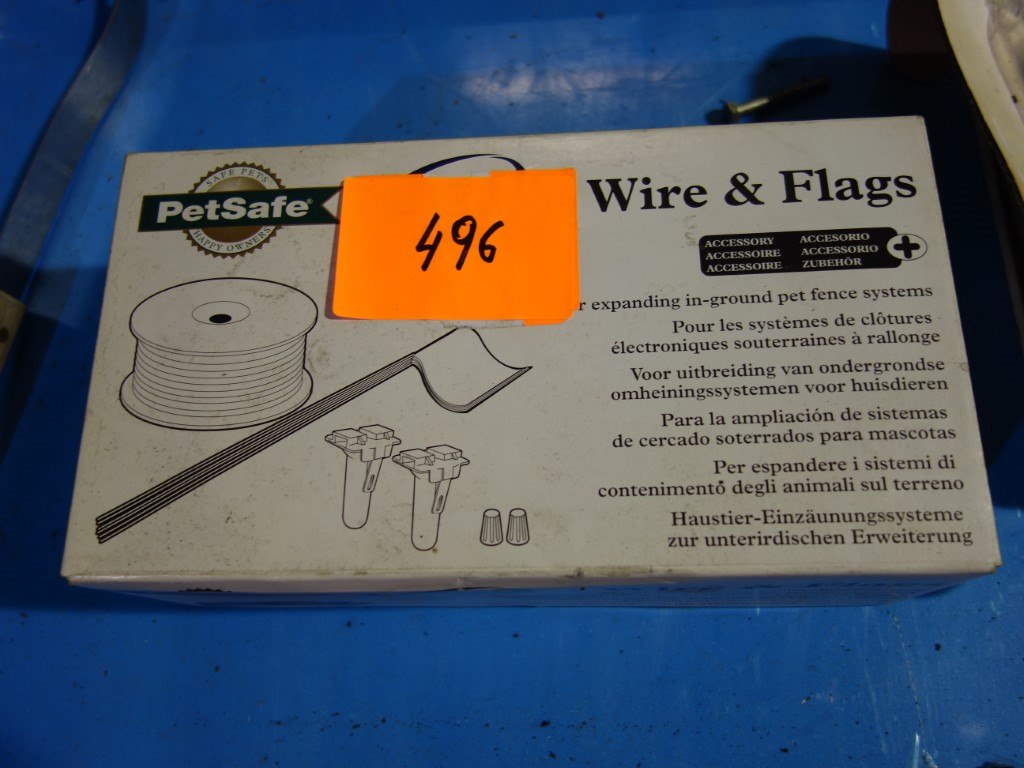 SAFE PETS
PetSafe®
HAPPY OWNERS
496
Wire & Flags
ACCESSORY ACCESORIO
ACCESSOIRE ACCESSORIO
ACCESSOIRE ZUBEHÖR
expanding in-ground pet fence systems
Pour les systèmes de clôtures
électroniques souterraines à rallonge
Voor uitbreiding van ondergrondse
omheiningssystemen voor huisdieren
Para la ampliación de sistemas
de cercado soterrados para mascotas
Per espandere i sistemi di
contenimento degli animali sul terreno
Haustier-Einzäunungssysteme
zur unterirdischen Erweiterung